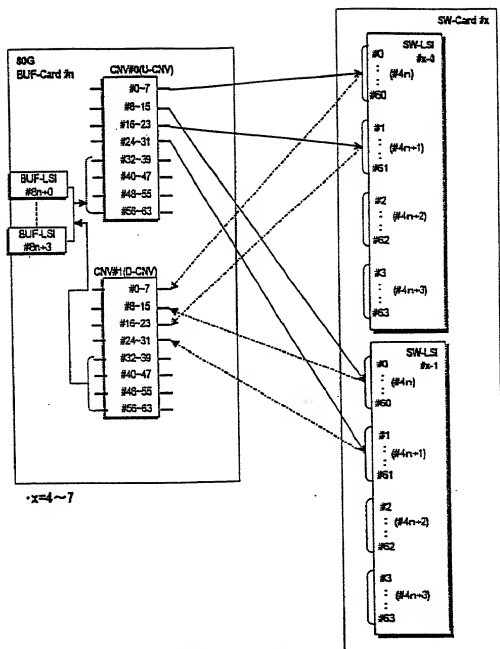 80G
BUF-Card #n
CNV#0(U-CNV)
#0~7
#8~15
#16~23
#24~31
#32~39
#40~47
#48~55
#56~63
BUF-LSI
#8n+0
BUF-LSI
#8n+3
CNV#1(D-CNV)
#0~7
#8~15
#16~23
#24~31
#32~39
#40~47
#48~55
#56~63
・x=4～7
SW-Card #x
SW-LSI
#x-0
#0
(#4n)
#60
#1
(#4n+1)
#61
#2
(#4n+2)
#62
#3
(#4n+3)
#63
SW-LSI
#x-1
#0
(#4n)
#60
#1
(#4n+1)
#61
#2
(#4n+2)
#62
#3
(#4n+3)
#63